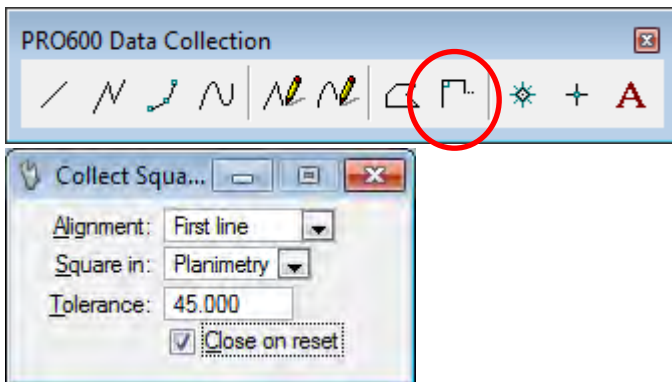 PRO600 Data Collection
A
Collect Squa...
Alignment: First line
Square in: Planimetry
Tolerance: 45.000
Close on reset